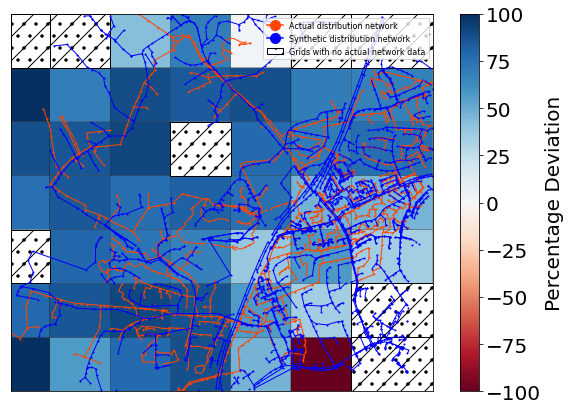 Actual distribution network
Synthetic distribution network
Grids with no actual network data
100
75
50
25
0
−25
−50
−75
−100
Percentage Deviation